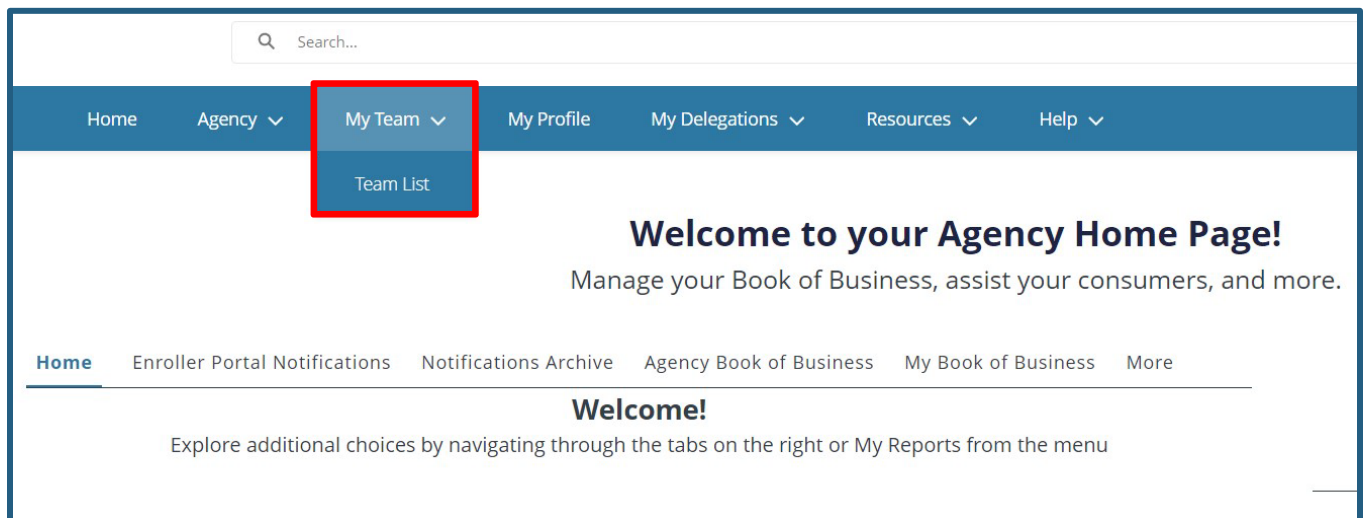 Search...
Home Agency My Team My Profile My Delegations Resources Help
Team List
Welcome to your Agency Home Page!
Manage your Book of Business, assist your consumers, and more.
Home Enroller Portal Notifications Notifications Archive Agency Book of Business My Book of Business More
Welcome!
Explore additional choices by navigating through the tabs on the right or My Reports from the menu